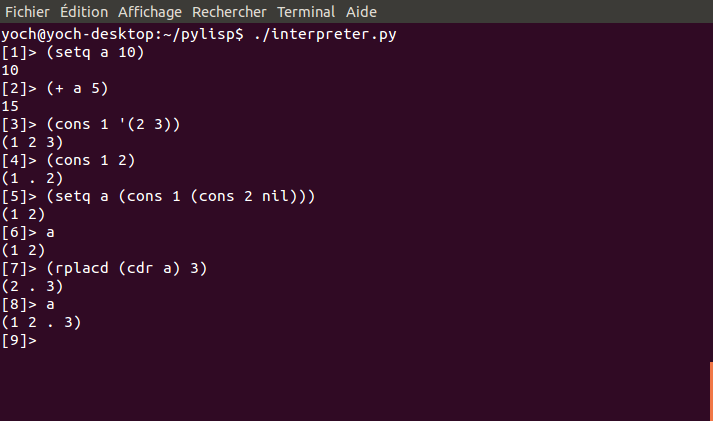 Fichier Édition Affichage Rechercher Terminal Aide
yoch@yoch-desktop:~/pylisp$ ./interpreter.py
[1]> (setq a 10)
10
[2]> (+ a 5)
15
[3]> (cons 1 '(2 3))
(1 2 3)
[4]> (cons 1 2)
(1 . 2)
[5]> (setq a (cons 1 (cons 2 nil)))
(1 2)
[6]> a
(1 2)
[7]> (rplacd (cdr a) 3)
(2 . 3)
[8]> a
(1 2 . 3)
[9]>